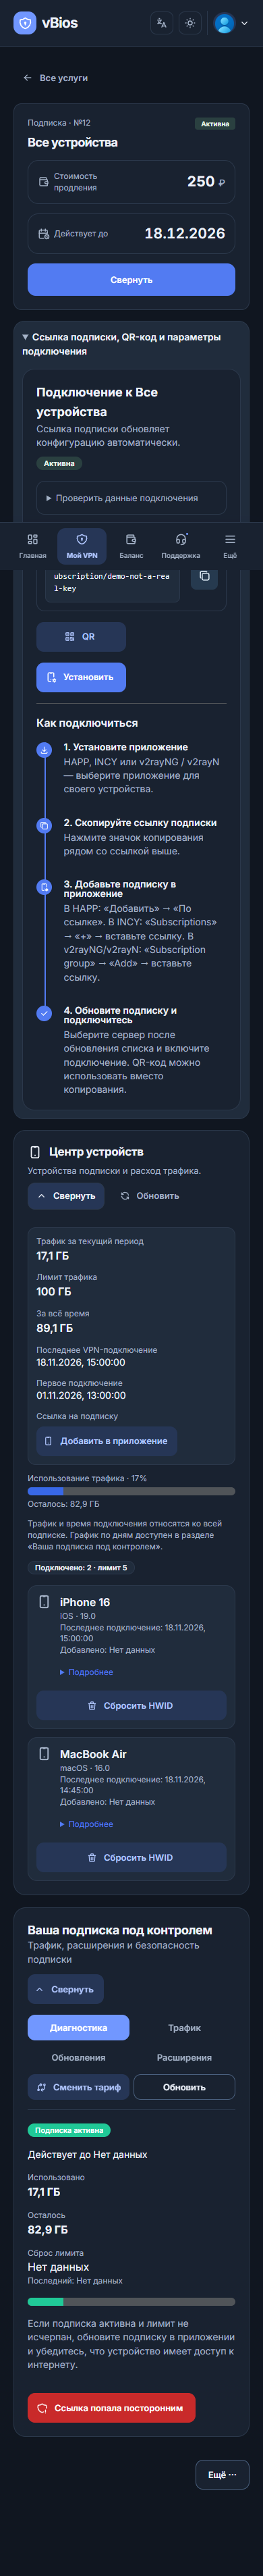 vBios
Все услуги
Подписка · №12
Активна
Все устройства
Стоимость
продления
250 ₽
Действует до
18.12.2026
Свернуть
▼ Ссылка подписки, QR-код и параметры
подключения
Подключение к Все
устройства
Ссылка подписки обновляет
конфигурацию автоматически.
Активна
▶ Проверить данные подключения
Главная
Мой VPN
Баланс
Поддержка
Ещё
ubscription/demo-not-a-rea
l-key
QR
Установить
Как подключиться
1. Установите приложение
HAPP, INCY или v2rayNG / v2rayN
— выберите приложение для
своего устройства.
2. Скопируйте ссылку подписки
Нажмите значок копирования
рядом со ссылкой выше.
3. Добавьте подписку в
приложение
В HAPP: «Добавить» → «По
ссылке». В INCY: «Subscriptions»
→ «+» → вставьте ссылку. В
v2rayNG/v2rayN: «Subscription
group» → «Add» → вставьте
ссылку.
4. Обновите подписку и
подключитесь
Выберите сервер после
обновления списка и включите
подключение. QR-код можно
использовать вместо
копирования.
Центр устройств
Устройства подписки и расход трафика.
Свернуть
Обновить
Трафик за текущий период
17,1 ГБ
Лимит трафика
100 ГБ
За всё время
89,1 ГБ
Последнее VPN-подключение
18.11.2026, 15:00:00
Первое подключение
01.11.2026, 13:00:00
Ссылка на подписку
Добавить в приложение
Использование трафика · 17%
Осталось: 82,9 ГБ
Трафик и время подключения относятся ко всей
подписке. График по дням доступен в разделе
«Ваша подписка под контролем».
Подключено: 2 · лимит 5
iPhone 16
iOS · 19.0
Последнее подключение: 18.11.2026,
15:00:00
Добавлено: Нет данных
▶ Подробнее
Сбросить HWID
MacBook Air
macOS · 16.0
Последнее подключение: 18.11.2026,
14:45:00
Добавлено: Нет данных
▶ Подробнее
Сбросить HWID
Ваша подписка под контролем
Трафик, расширения и безопасность
подписки
Свернуть
Диагностика
Трафик
Обновления
Расширения
Сменить тариф
Обновить
Подписка активна
Действует до Нет данных
Использовано
17,1 ГБ
Осталось
82,9 ГБ
Сброс лимита
Нет данных
Последний: Нет данных
Если подписка активна и лимит не
исчерпан, обновите подписку в приложении
и убедитесь, что устройство имеет доступ к
интернету.
Ссылка попала посторонним
Ещё ···